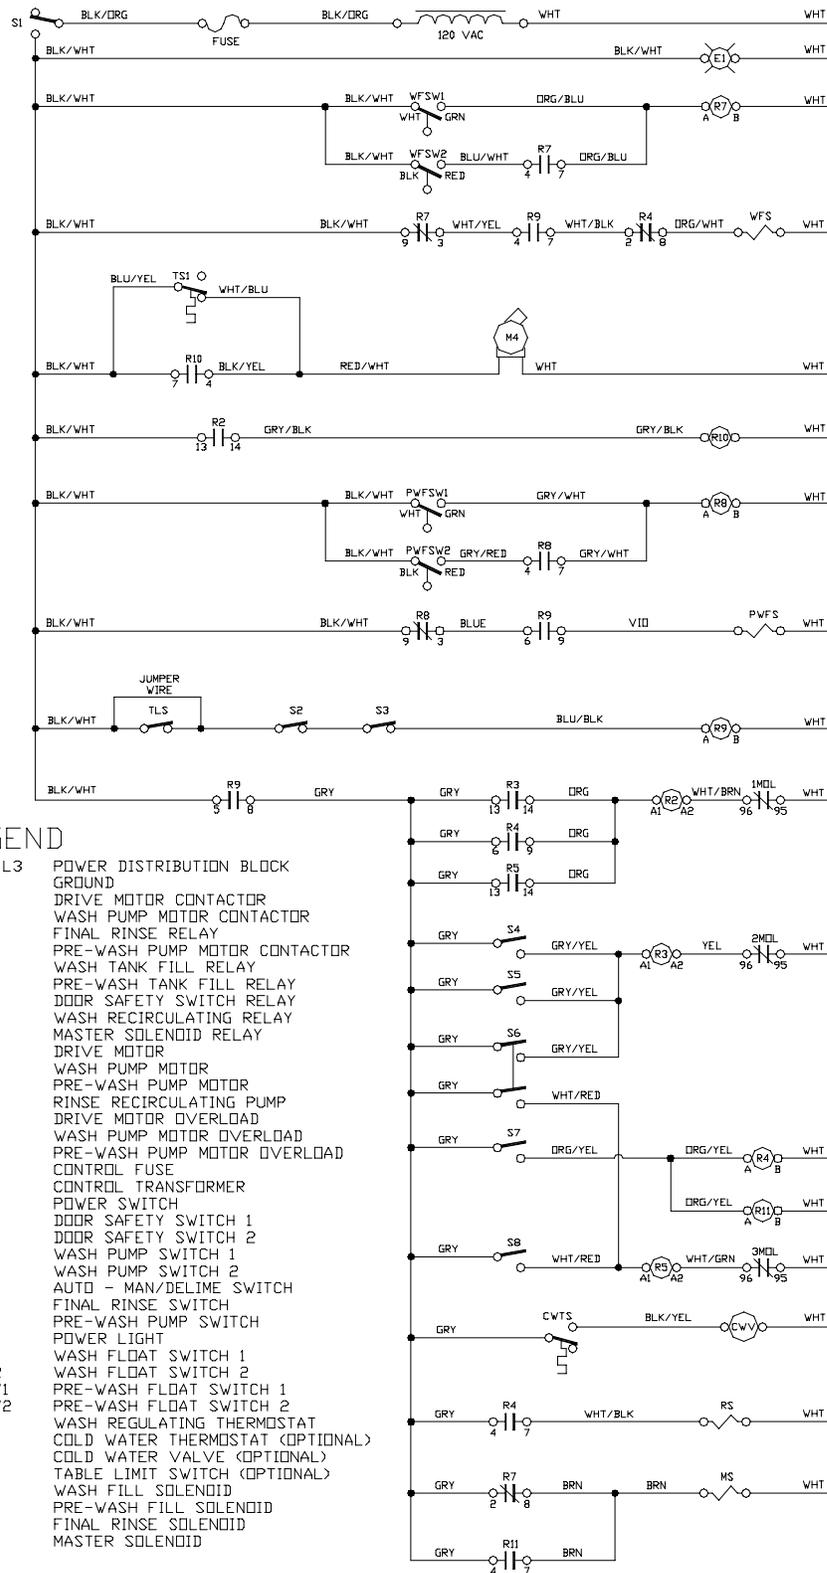 S1 BLK/ORG FUSE BLK/ORG 120 VAC WHT
BLK/WHT BLK/WHT E1 WHT
BLK/WHT BLK/WHT WFSW1 ORG/BLU R7 WHT
WHT GRN A B
BLK/WHT WFSW2 BLU/WHT R7 ORG/BLU
BLK RED 4 7
BLK/WHT BLK/WHT R7 WHT/YEL R9 WHT/BLK R4 ORG/WHT WFS WHT
9 3 4 7 2 8
BLU/YEL TS1 WHT/BLU
M4
BLK/WHT R10 BLK/YEL RED/WHT WHT WHT
7 4
BLK/WHT R2 GRY/BLK GRY/BLK R10 WHT
13 14
BLK/WHT BLK/WHT PWFSW1 GRY/WHT R8 WHT
WHT GRN A B
BLK/WHT PWFSW2 GRY/RED R8 GRY/WHT
BLK RED 4 7
BLK/WHT BLK/WHT R8 BLUE R9 VIO PWFS WHT
9 3 6 9
JUMPER
WIRE
BLK/WHT TLS S2 S3 BLU/BLK R9 WHT
A B
BLK/WHT R9 GRY GRY R3 ORG R2 WHT/BRN 1MOL WHT
5 8 13 14 A1 A2 96 95
GRY R4 ORG
6 9
GRY R5 ORG
13 14
GRY S4 GRY/YEL R3 YEL 2MOL WHT
A1 A2 96 95
GRY S5 GRY/YEL
GRY S6 GRY/YEL
GRY WHT/RED
GRY S7 ORG/YEL ORG/YEL R4 WHT
A B
ORG/YEL R11 WHT
A B
GRY S8 WHT/RED R5 WHT/GRN 3MOL WHT
A1 A2 96 95
GRY CWTS BLK/YEL CWV WHT
GRY R4 WHT/BLK RS WHT
4 7
GRY R7 BRN BRN MS WHT
2 8
GRY R11 BRN
4 7
GEND
L3 POWER DISTRIBUTION BLOCK
GROUND
DRIVE MOTOR CONTACTOR
WASH PUMP MOTOR CONTACTOR
FINAL RINSE RELAY
PRE-WASH PUMP MOTOR CONTACTOR
WASH TANK FILL RELAY
PRE-WASH TANK FILL RELAY
DOOR SAFETY SWITCH RELAY
WASH RECIRCULATING RELAY
MASTER SOLENOID RELAY
DRIVE MOTOR
WASH PUMP MOTOR
PRE-WASH PUMP MOTOR
RINSE RECIRCULATING PUMP
DRIVE MOTOR OVERLOAD
WASH PUMP MOTOR OVERLOAD
PRE-WASH PUMP MOTOR OVERLOAD
CONTROL FUSE
CONTROL TRANSFORMER
POWER SWITCH
DOOR SAFETY SWITCH 1
DOOR SAFETY SWITCH 2
WASH PUMP SWITCH 1
WASH PUMP SWITCH 2
AUTO - MAN/DELIME SWITCH
FINAL RINSE SWITCH
PRE-WASH PUMP SWITCH
POWER LIGHT
WASH FLOAT SWITCH 1
2 WASH FLOAT SWITCH 2
1 PRE-WASH FLOAT SWITCH 1
2 PRE-WASH FLOAT SWITCH 2
WASH REGULATING THERMOSTAT
COLD WATER THERMOSTAT (OPTIONAL)
COLD WATER VALVE (OPTIONAL)
TABLE LIMIT SWITCH (OPTIONAL)
WASH FILL SOLENOID
PRE-WASH FILL SOLENOID
FINAL RINSE SOLENOID
MASTER SOLENOID